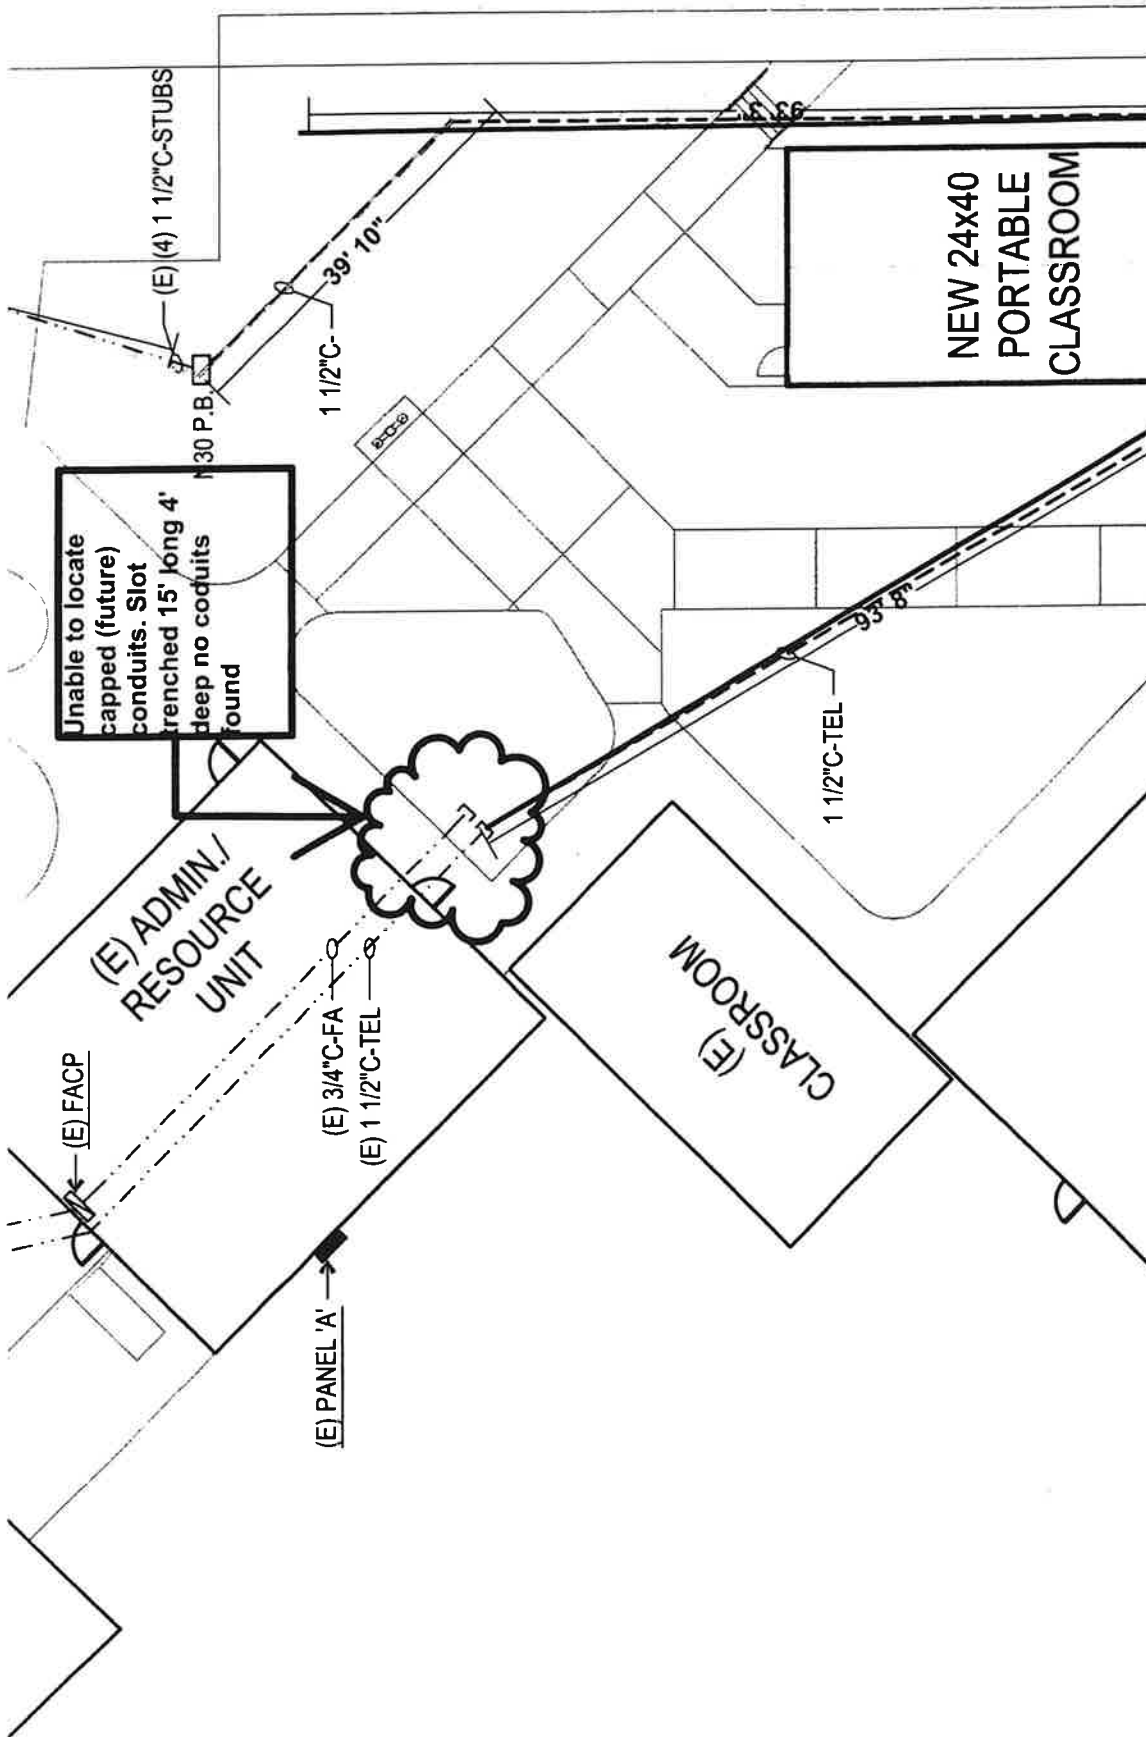 (E) (4) 1 1/2"C-STUBS
93' 3
39' 10"
1 1/2"C-
30 P.B.
NEW 24x40
PORTABLE
CLASSROOM
Unable to locate
capped (future)
conduits. Slot
trenched 15' long 4'
deep no coduits
found
93' 8"
1 1/2"C-TEL
(E) ADMIN./
RESOURCE
UNIT
(E) 3/4"C-FA
(E) 1 1/2"C-TEL
(E) FACP
(E)
CLASSROOM
(E) PANEL 'A'